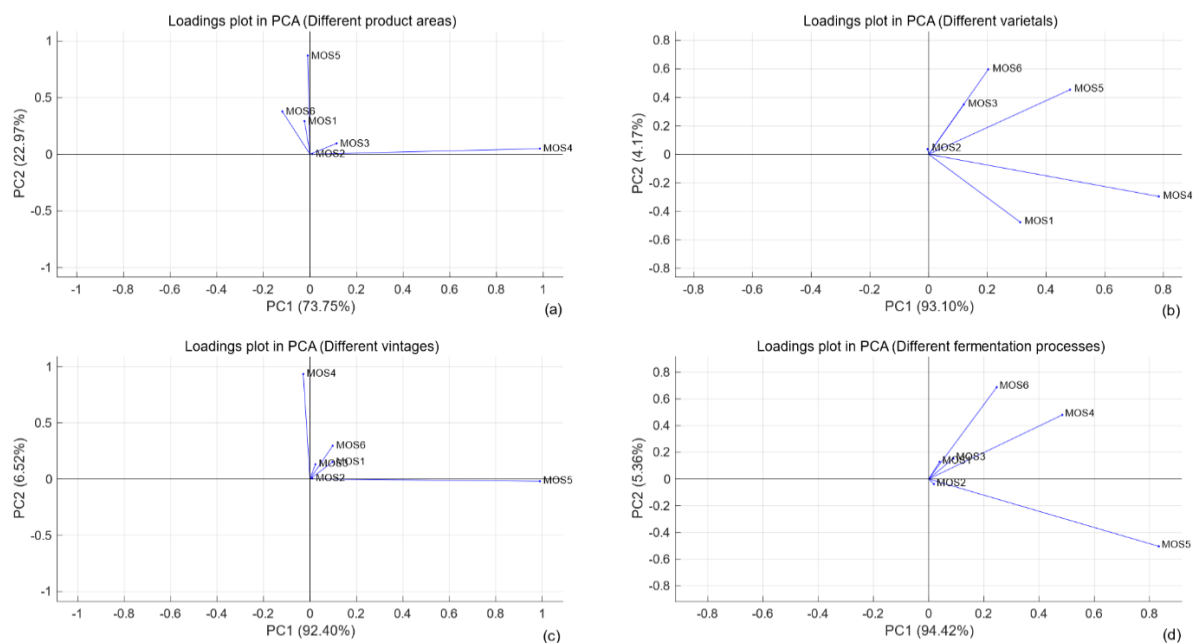 Loadings plot in PCA (Different product areas)
1
0.5
0
-0.5
-1
PC2 (22.97%)
MOS5
MOS6
MOS1
MOS3
MOS2
MOS4
-1 -0.8 -0.6 -0.4 -0.2 0 0.2 0.4 0.6 0.8 1
PC1 (73.75%)
(a)
Loadings plot in PCA (Different varietals)
0.8
0.6
0.4
0.2
0
-0.2
-0.4
-0.6
-0.8
PC2 (4.17%)
MOS6
MOS5
MOS3
MOS2
MOS4
MOS1
-0.8 -0.6 -0.4 -0.2 0 0.2 0.4 0.6 0.8
PC1 (93.10%)
(b)
Loadings plot in PCA (Different vintages)
1
0.5
0
-0.5
-1
PC2 (6.52%)
MOS4
MOS6
MOS1
MOS3
MOS2
MOS5
-1 -0.8 -0.6 -0.4 -0.2 0 0.2 0.4 0.6 0.8 1
PC1 (92.40%)
(c)
Loadings plot in PCA (Different fermentation processes)
0.8
0.6
0.4
0.2
0
-0.2
-0.4
-0.6
-0.8
PC2 (5.36%)
MOS6
MOS4
MOS3
MOS1
MOS2
MOS5
-0.8 -0.6 -0.4 -0.2 0 0.2 0.4 0.6 0.8
PC1 (94.42%)
(d)